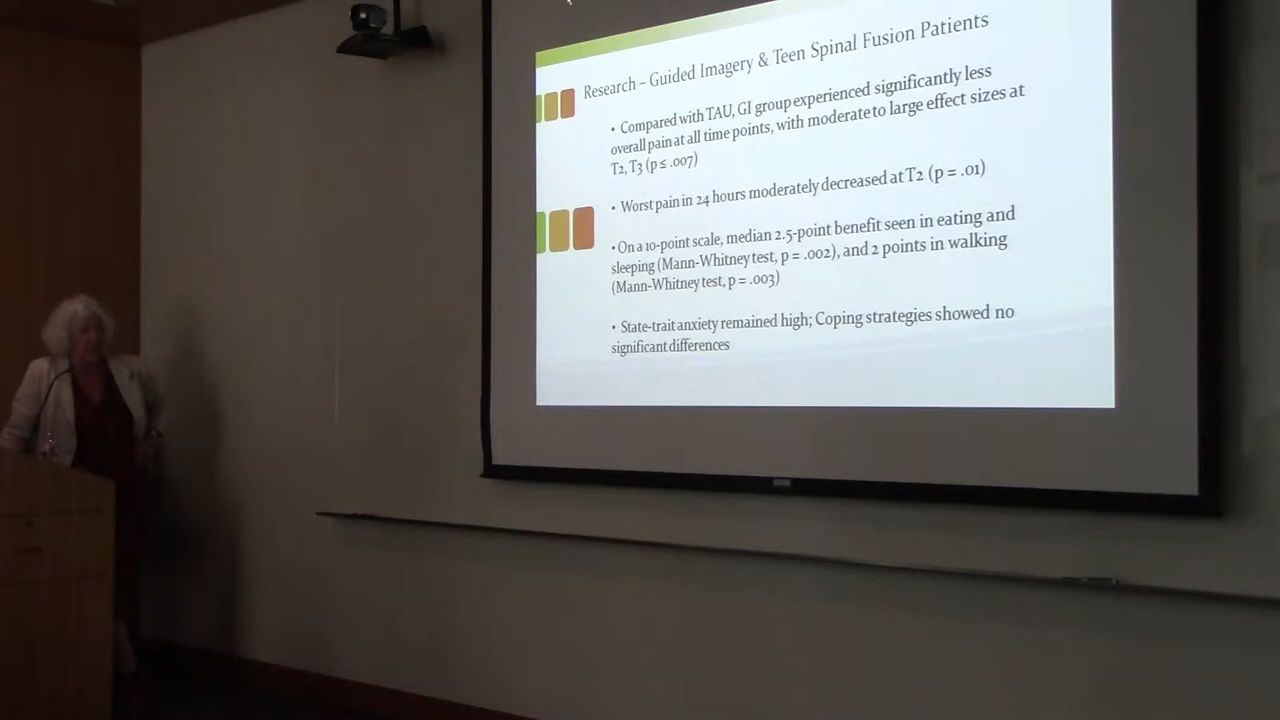 Research – Guided Imagery & Teen Spinal Fusion Patients
• Compared with TAU, GI group experienced significantly less
overall pain at all time points, with moderate to large effect sizes at
T2, T3 (p ≤ .007)
• Worst pain in 24 hours moderately decreased at T2 (p = .01)
• On a 10-point scale, median 2.5-point benefit seen in eating and
sleeping (Mann-Whitney test, p = .002), and 2 points in walking
(Mann-Whitney test, p = .003)
• State-trait anxiety remained high; Coping strategies showed no
significant differences